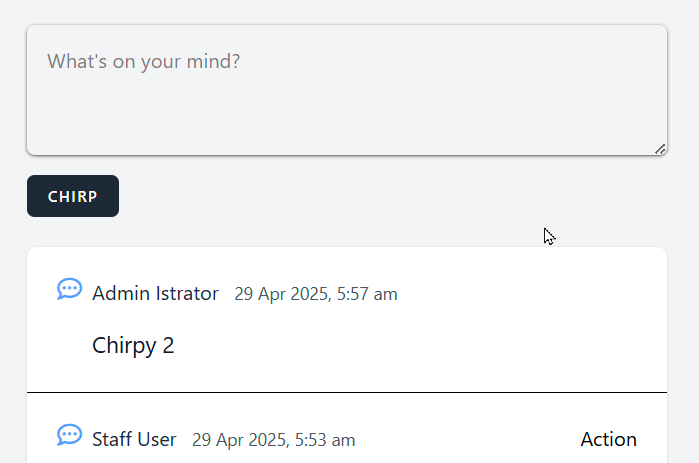 What's on your mind?
CHIRP
Admin Istrator 29 Apr 2025, 5:57 am
Chirpy 2
Staff User 29 Apr 2025, 5:53 am Action